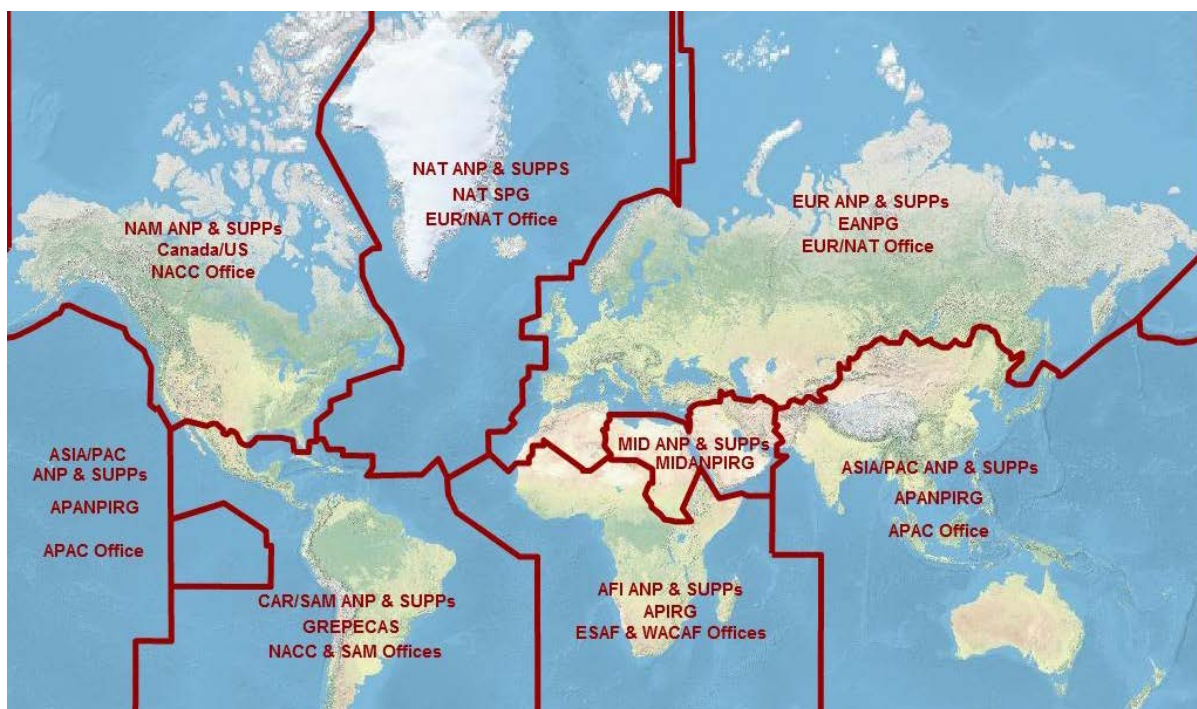 NAT ANP & SUPPS
NAT SPG
EUR/NAT Office
EUR ANP & SUPPs
EANPG
EUR/NAT Office
NAM ANP & SUPPs
Canada/US
NACC Office
ASIA/PAC
ANP & SUPPs
APANPIRG
APAC Office
MID ANP & SUPPs
MIDANPIRG
ASIA/PAC ANP & SUPPs
APANPIRG
APAC Office
CAR/SAM ANP & SUPPs
GREPECAS
NACC & SAM Offices
AFI ANP & SUPPs
APIRG
ESAF & WACAF Offices